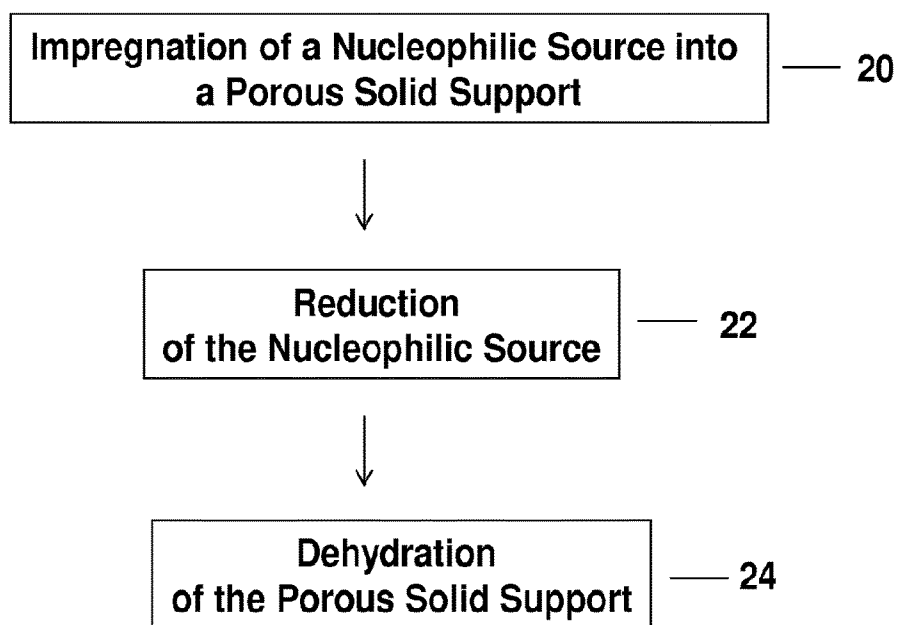 Impregnation of a Nucleophilic Source into
a Porous Solid Support
20
Reduction
of the Nucleophilic Source
22
Dehydration
of the Porous Solid Support
24